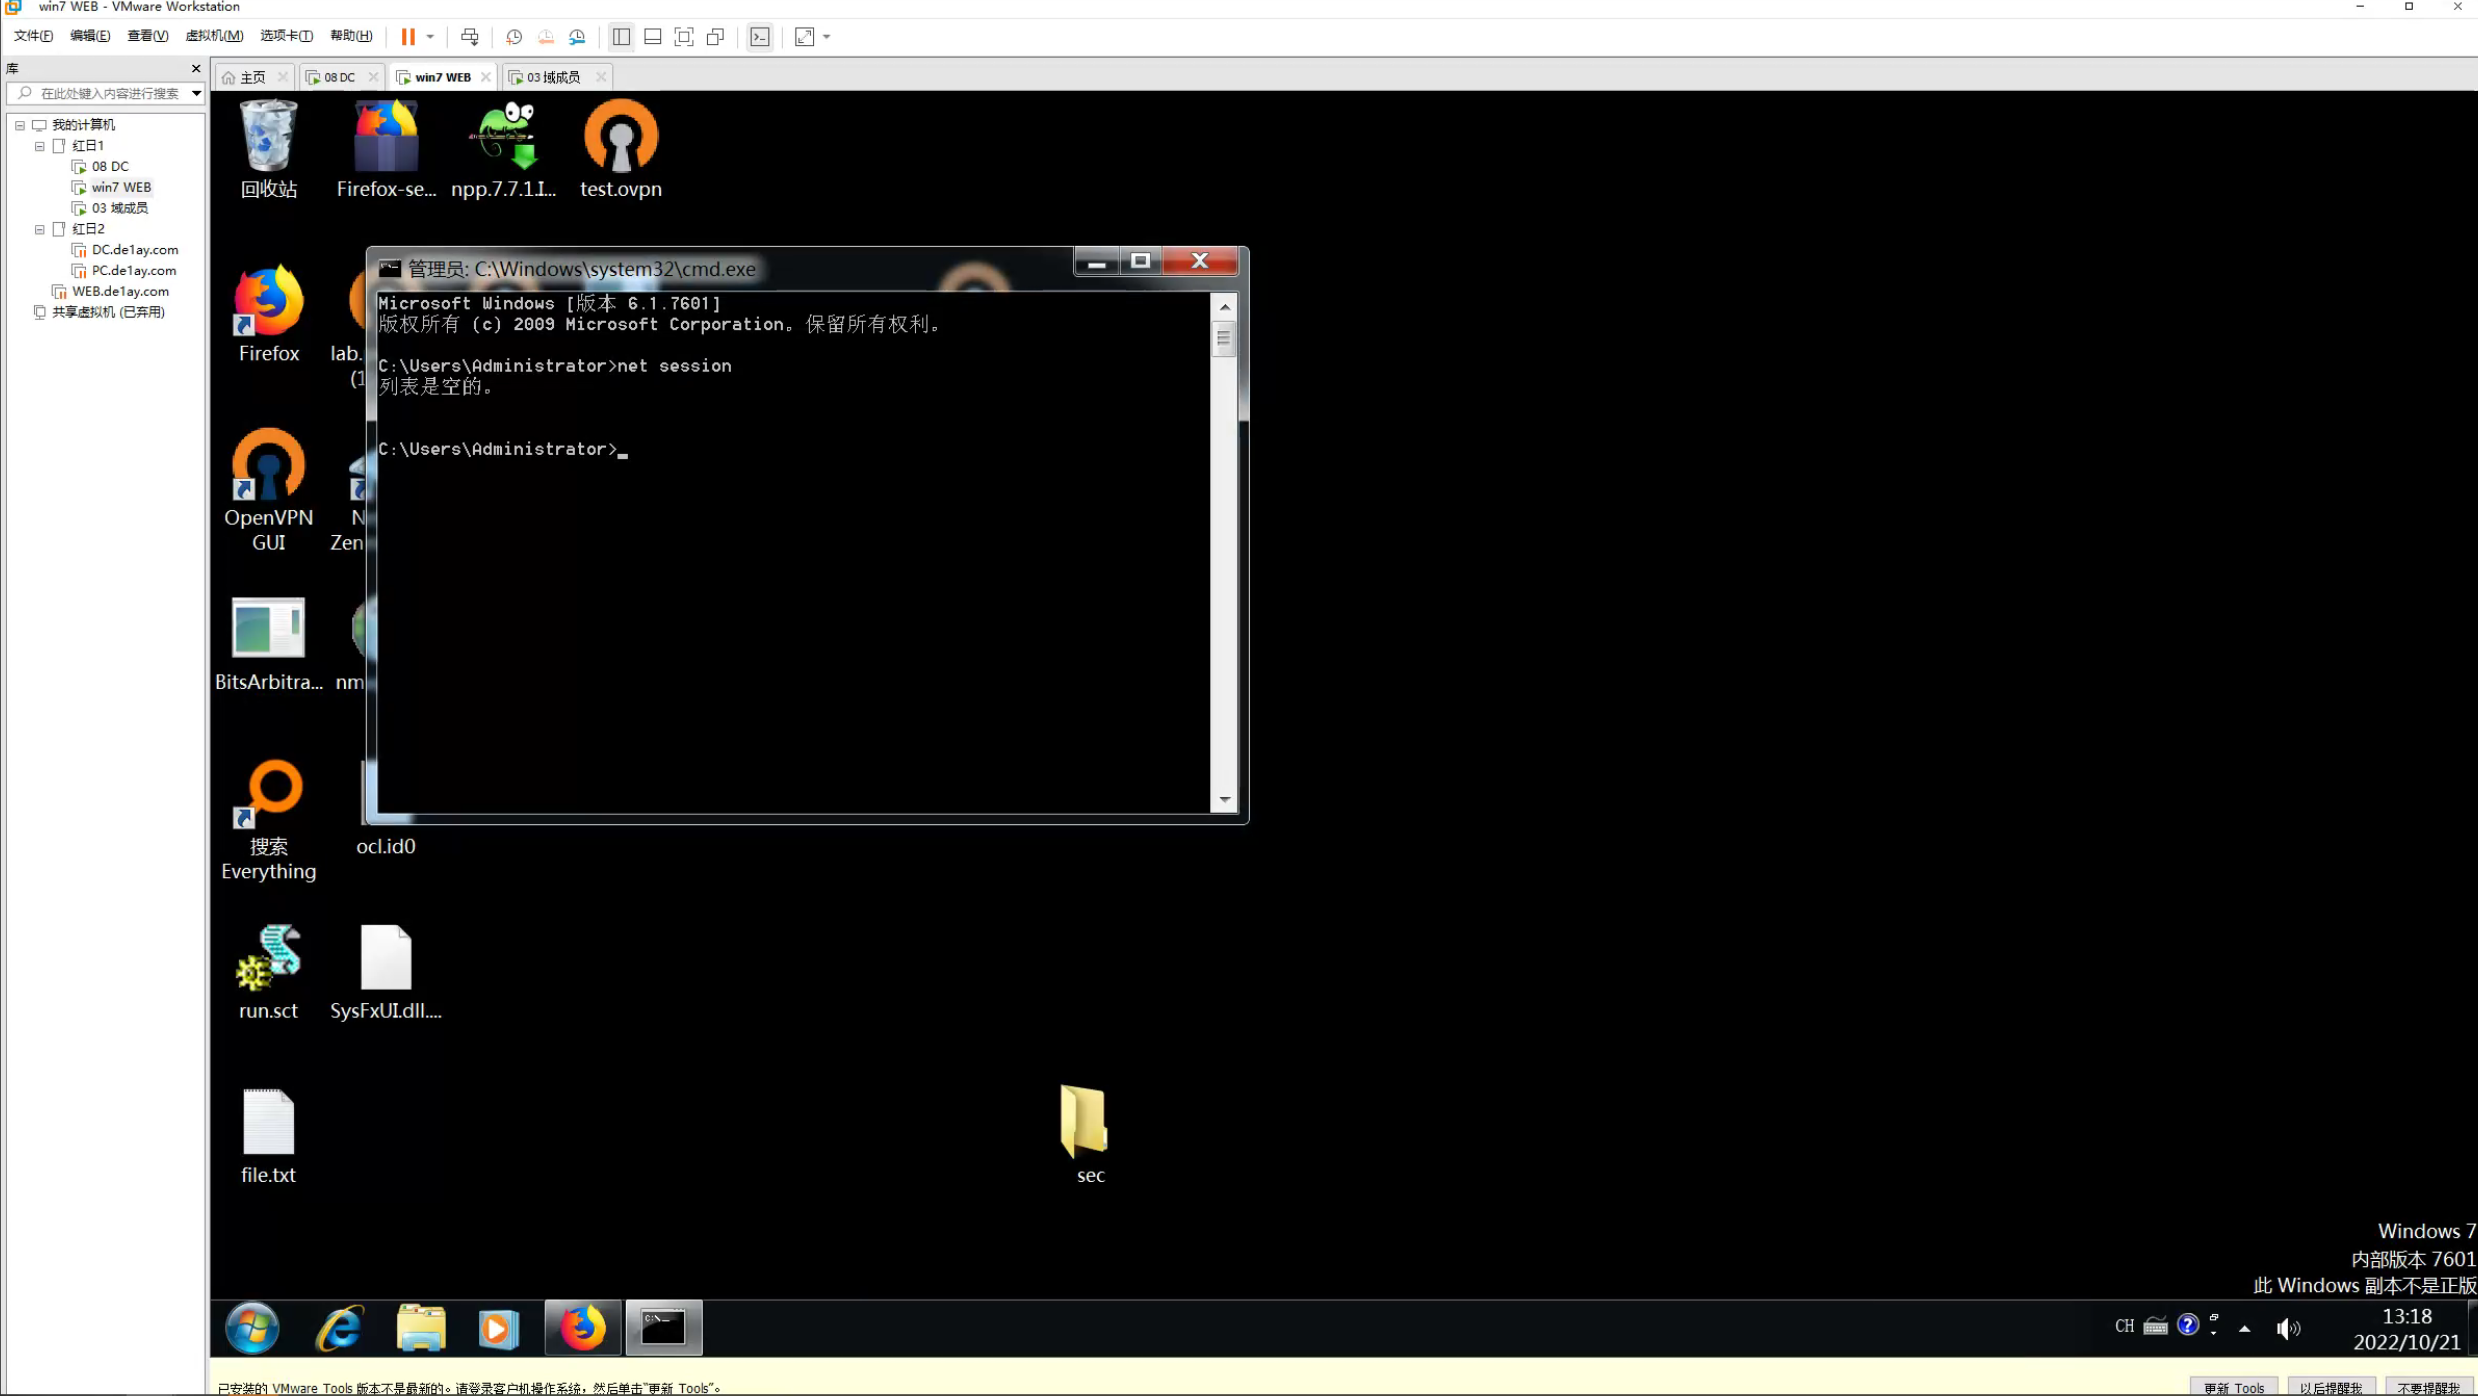 win7 WEB - VMware Workstation
文件(F) 编辑(E) 查看(V) 虚拟机(M) 选项卡(T) 帮助(H)
库
主页 08 DC win7 WEB 03 域成员
在此处键入内容进行搜索
我的计算机
红日1
08 DC
win7 WEB
03 域成员
红日2
DC.de1ay.com
PC.de1ay.com
WEB.de1ay.com
共享虚拟机 (已弃用)
回收站 Firefox-se... npp.7.7.1.I... test.ovpn
Firefox lab.
(1
OpenVPN
GUI
N
Zen
BitsArbitra... nm
搜索
Everything
ocl.id0
run.sct SysFxUI.dll....
file.txt
sec
管理员: C:\Windows\system32\cmd.exe
Microsoft Windows [版本 6.1.7601]
版权所有 (c) 2009 Microsoft Corporation。保留所有权利。
C:\Users\Administrator>net session
列表是空的。
C:\Users\Administrator>_
Windows 7
内部版本 7601
此 Windows 副本不是正版
CH
13:18
2022/10/21
已安装的 VMware Tools 版本不是最新的。请登录客户机操作系统，然后单击“更新 Tools”。
更新 Tools 以后提醒我 不要提醒我